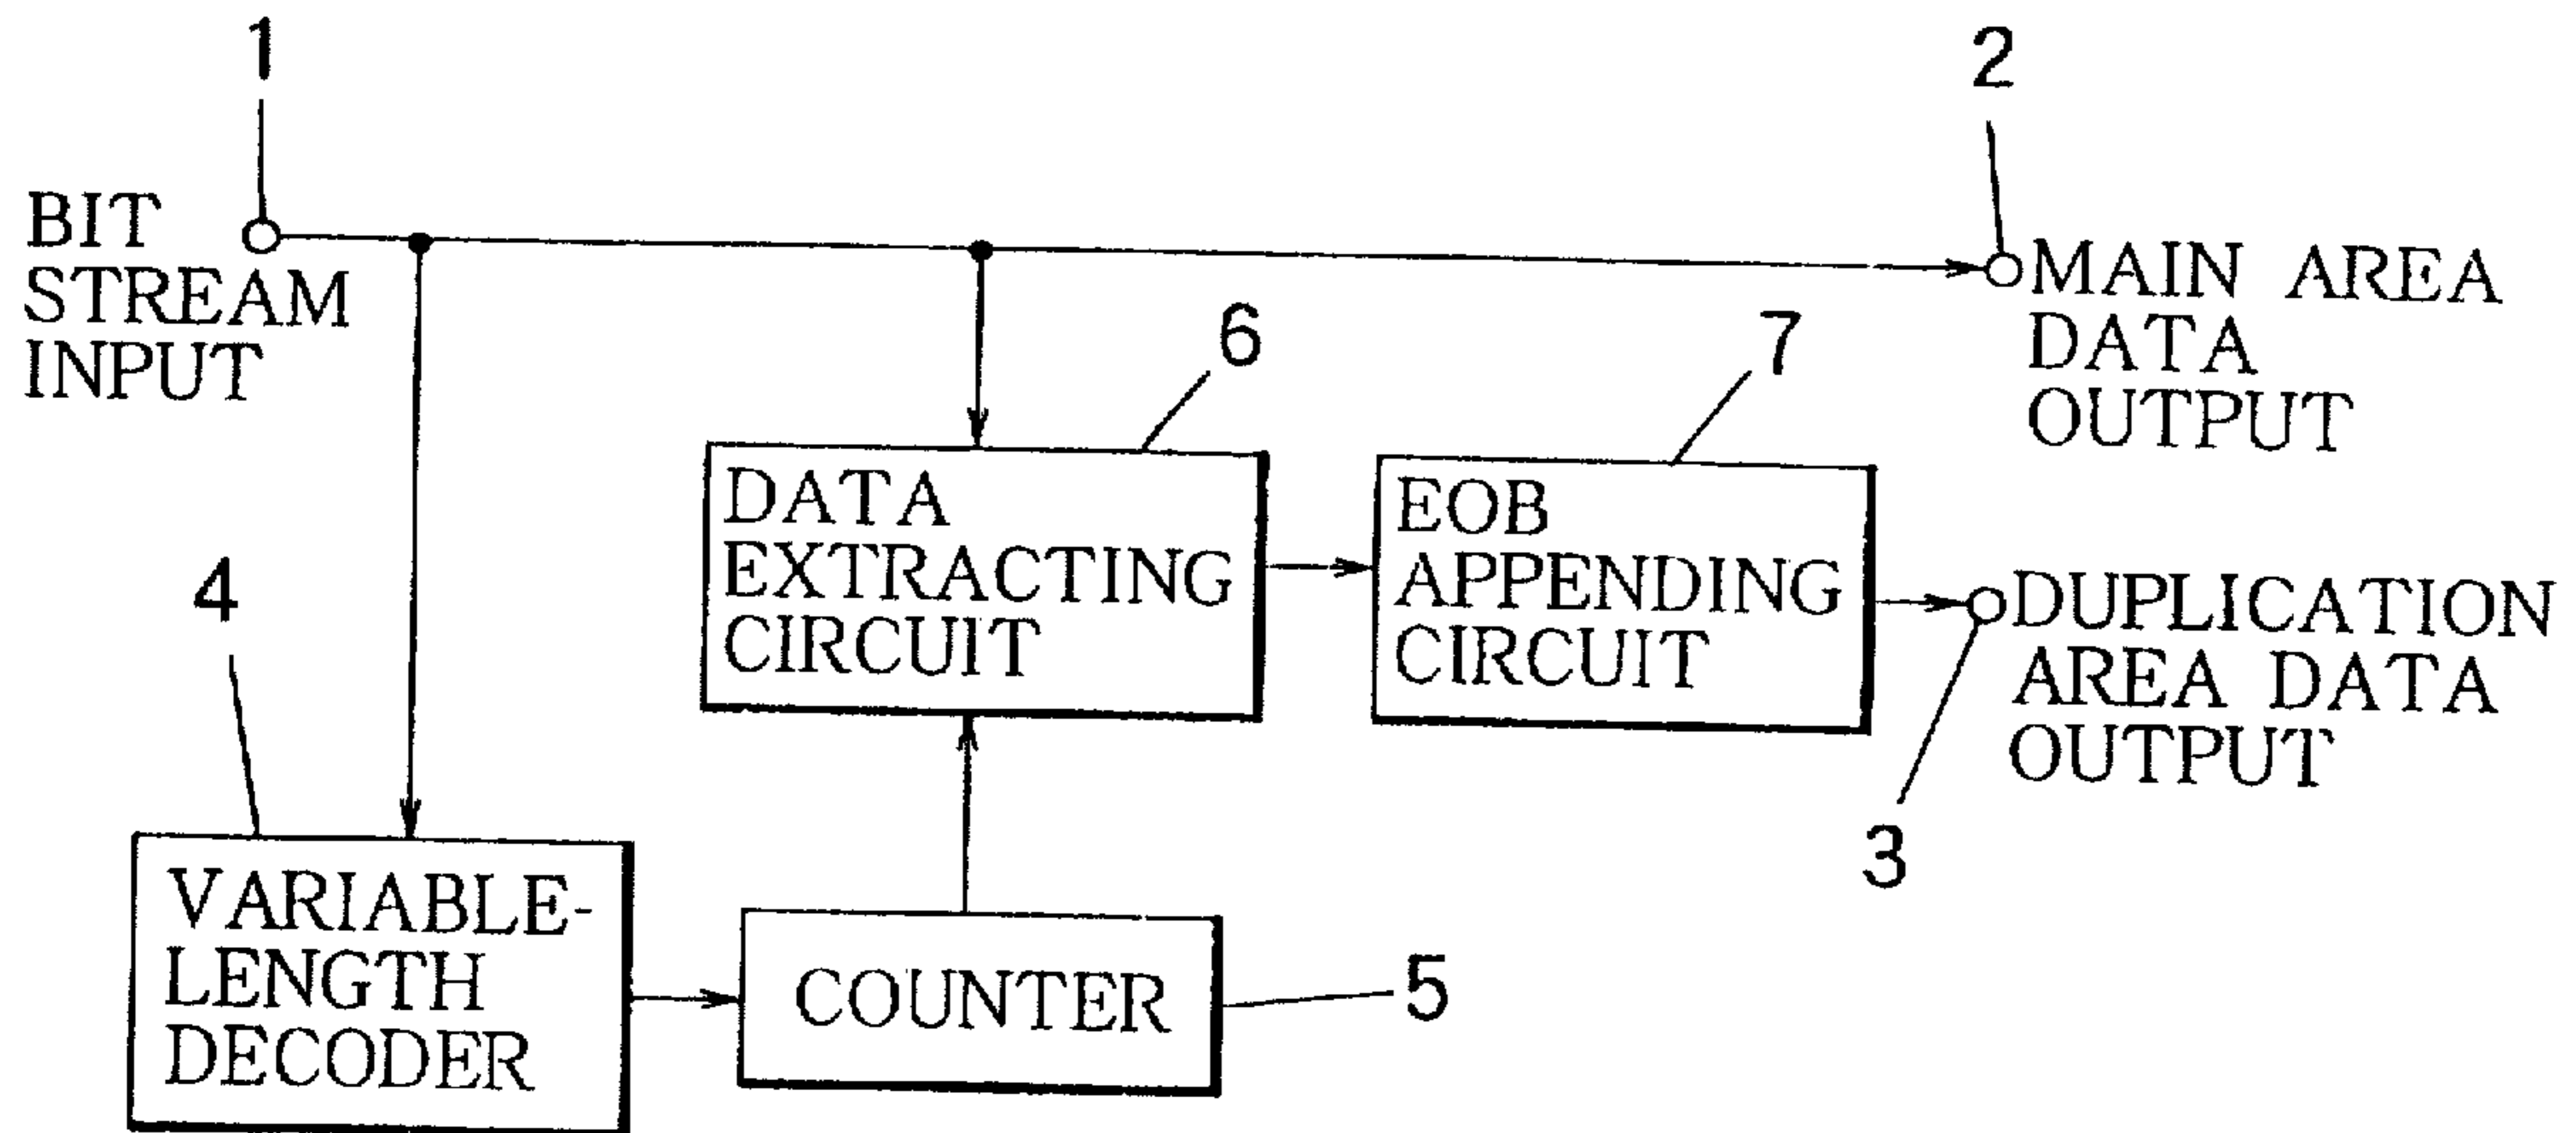 1
2
BIT
STREAM
INPUT
MAIN AREA
DATA
OUTPUT
6
7
DATA
EXTRACTING
CIRCUIT
EOB
APPENDING
CIRCUIT
DUPLICATION
AREA DATA
OUTPUT
3
4
VARIABLE-
LENGTH
DECODER
COUNTER
5